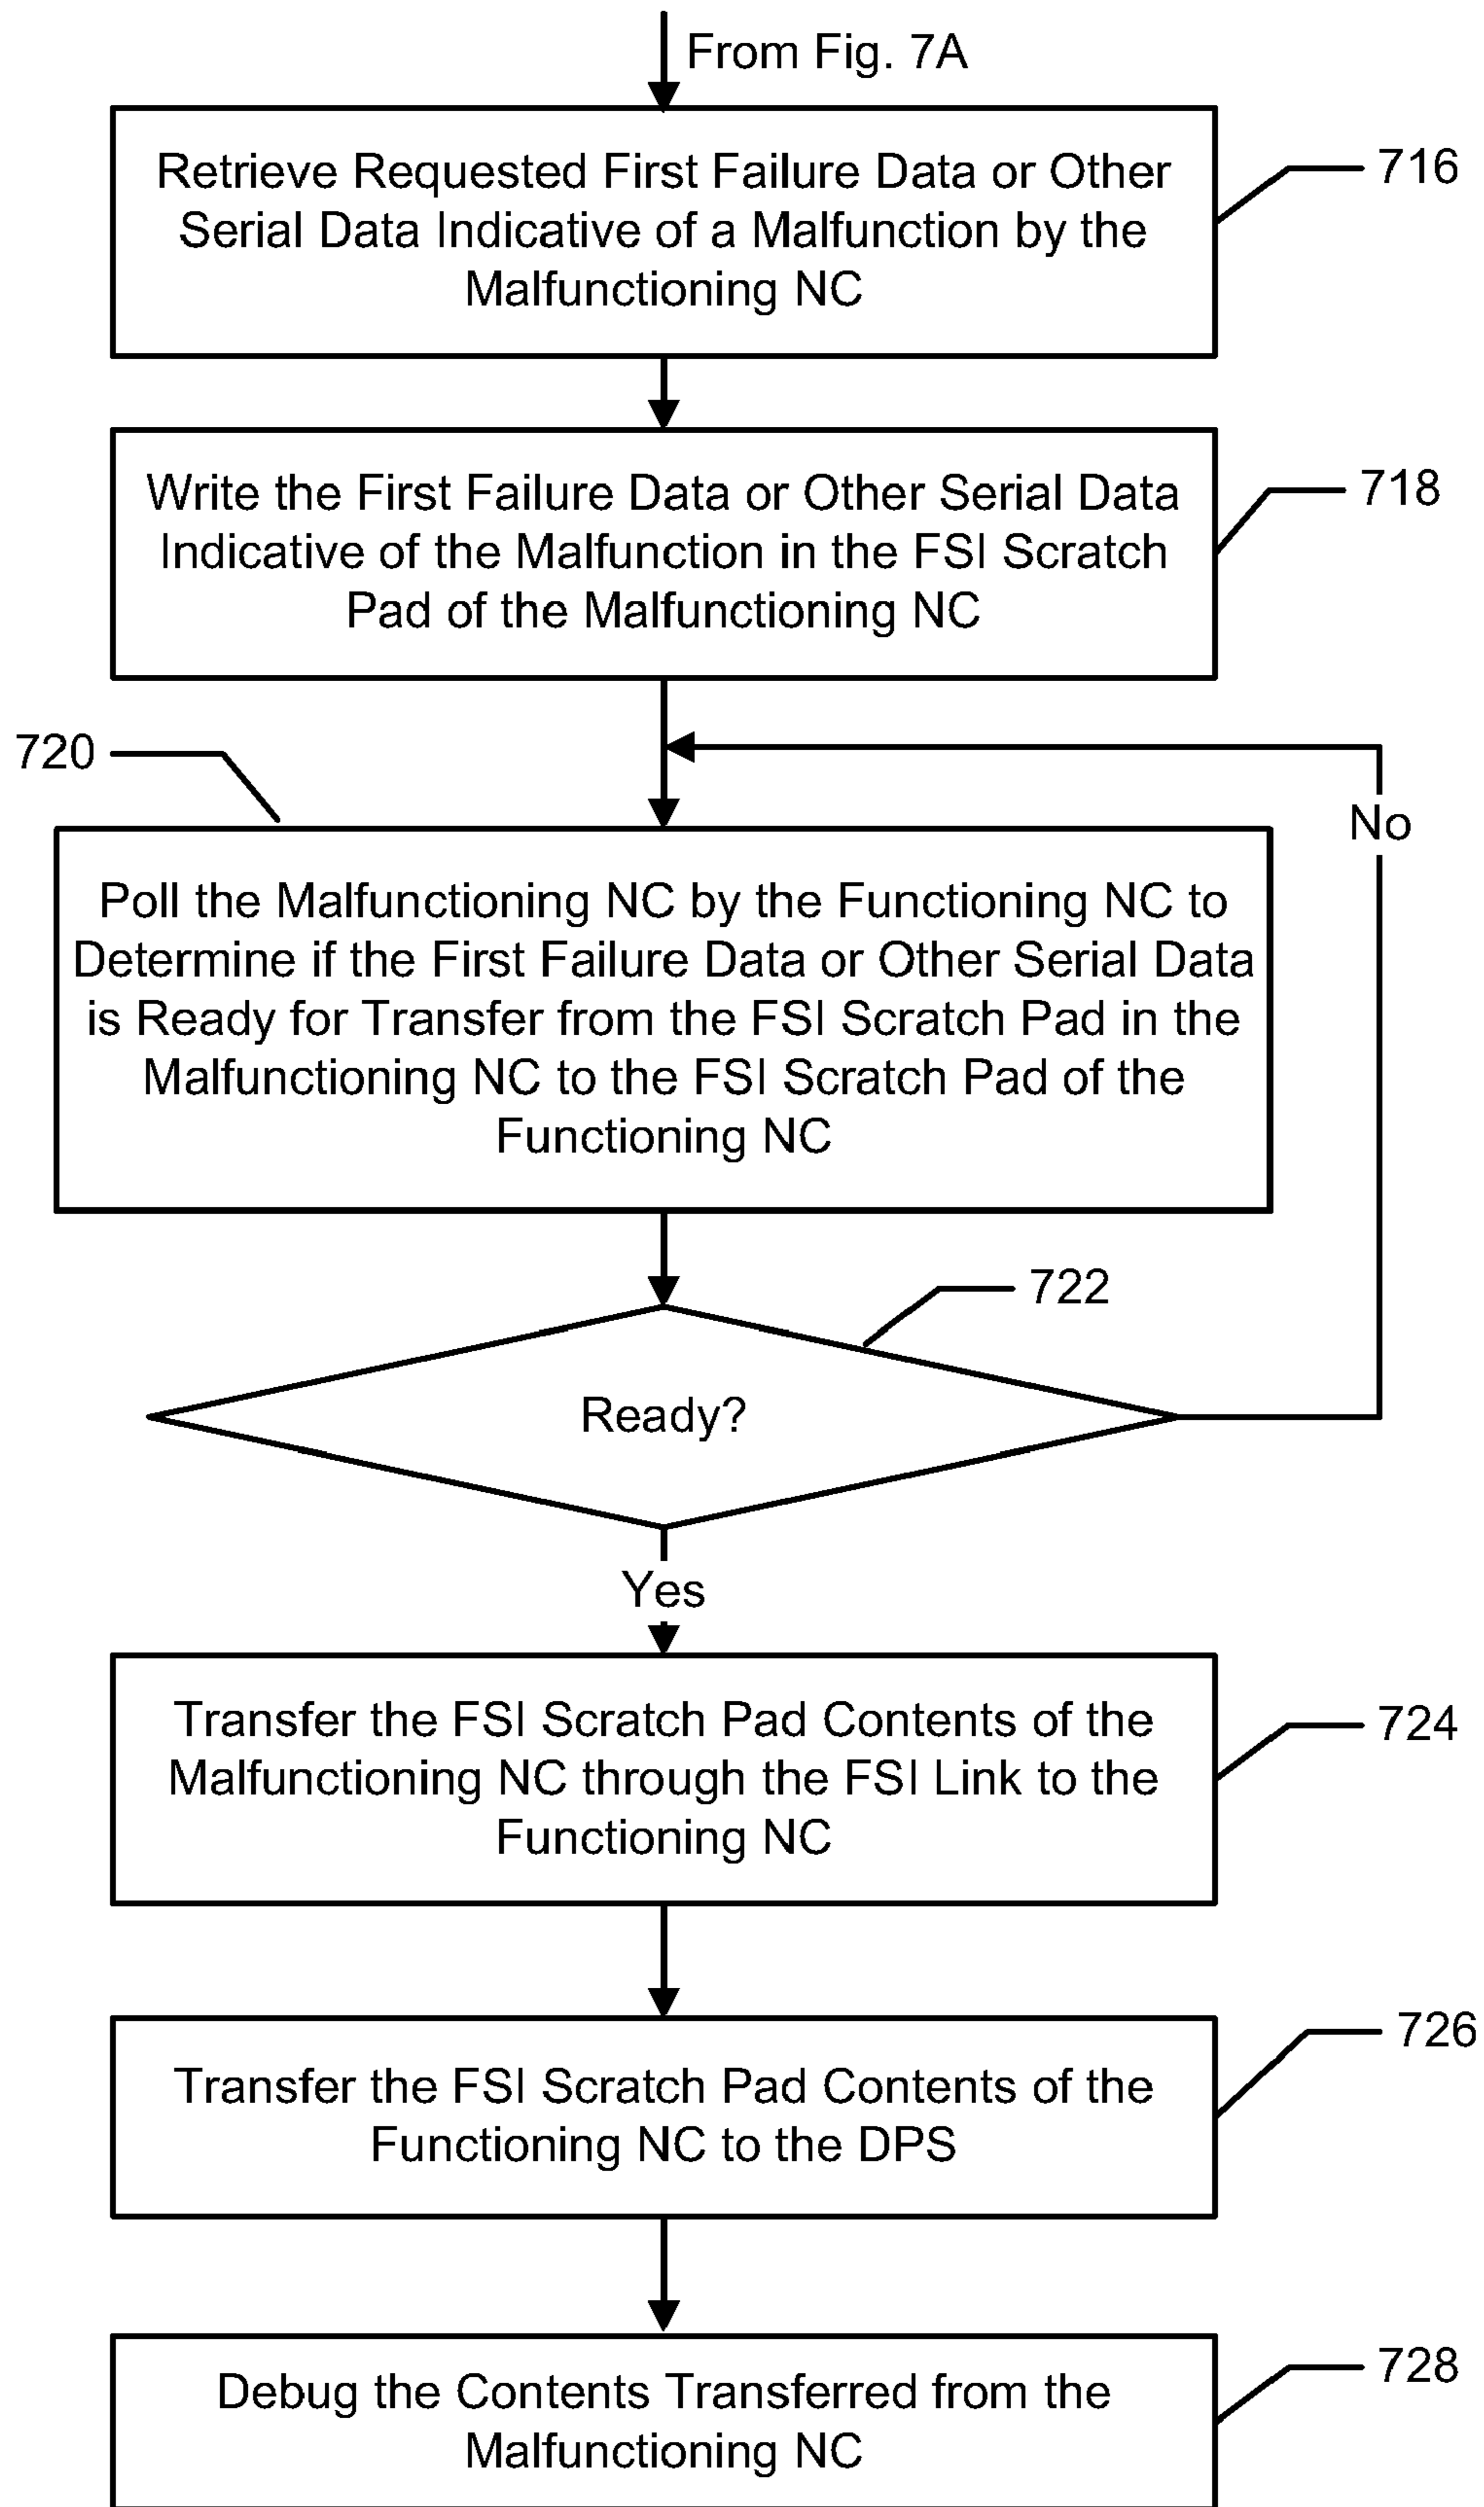 From Fig. 7A
Retrieve Requested First Failure Data or Other
Serial Data Indicative of a Malfunction by the
Malfunctioning NC
716
Write the First Failure Data or Other Serial Data
Indicative of the Malfunction in the FSI Scratch
Pad of the Malfunctioning NC
718
720
No
Poll the Malfunctioning NC by the Functioning NC to
Determine if the First Failure Data or Other Serial Data
is Ready for Transfer from the FSI Scratch Pad in the
Malfunctioning NC to the FSI Scratch Pad of the
Functioning NC
722
Ready?
Yes
Transfer the FSI Scratch Pad Contents of the
Malfunctioning NC through the FSI Link to the
Functioning NC
724
Transfer the FSI Scratch Pad Contents of the
Functioning NC to the DPS
726
Debug the Contents Transferred from the
Malfunctioning NC
728